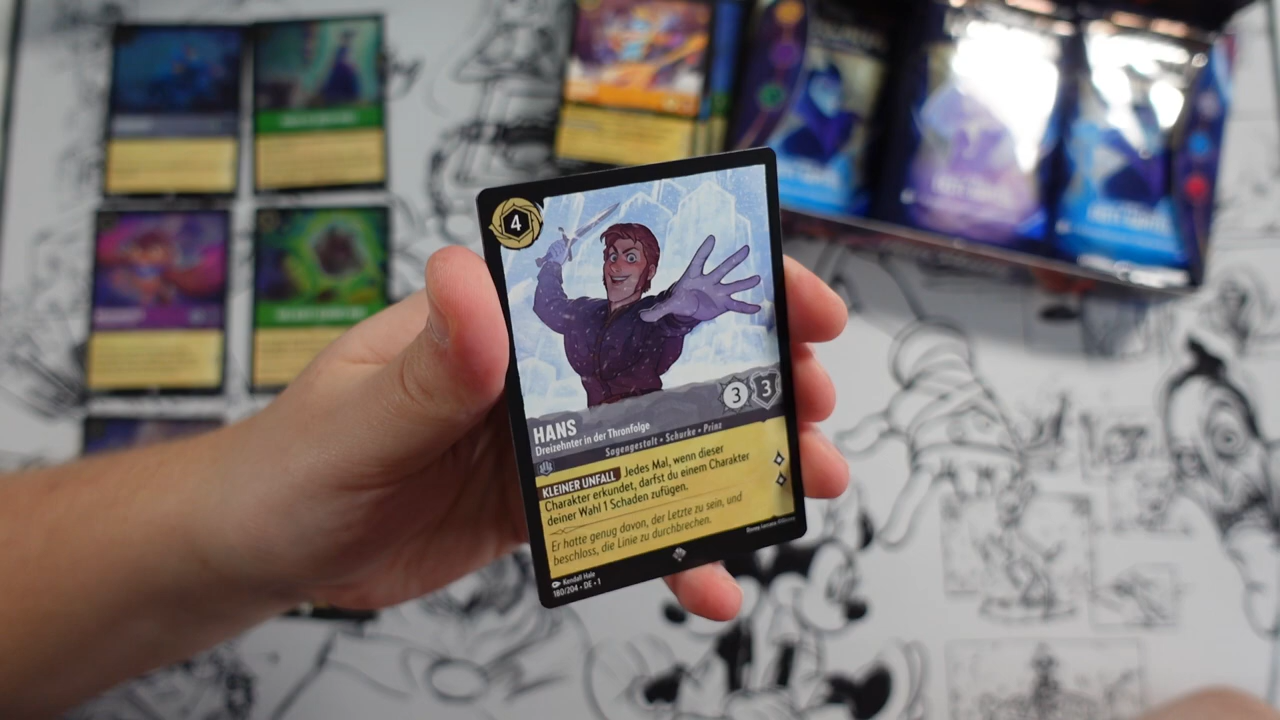 4
3 3
HANS
Dreizehnter in der Thronfolge
Sagengestalt • Schurke • Prinz
KLEINER UNFALL Jedes Mal, wenn dieser
Charakter erkundet, darfst du einem Charakter
deiner Wahl 1 Schaden zufügen.
Er hatte genug davon, der Letzte zu sein, und
beschloss, die Linie zu durchbrechen.
Kendall Hale
180/204 • DE • 1